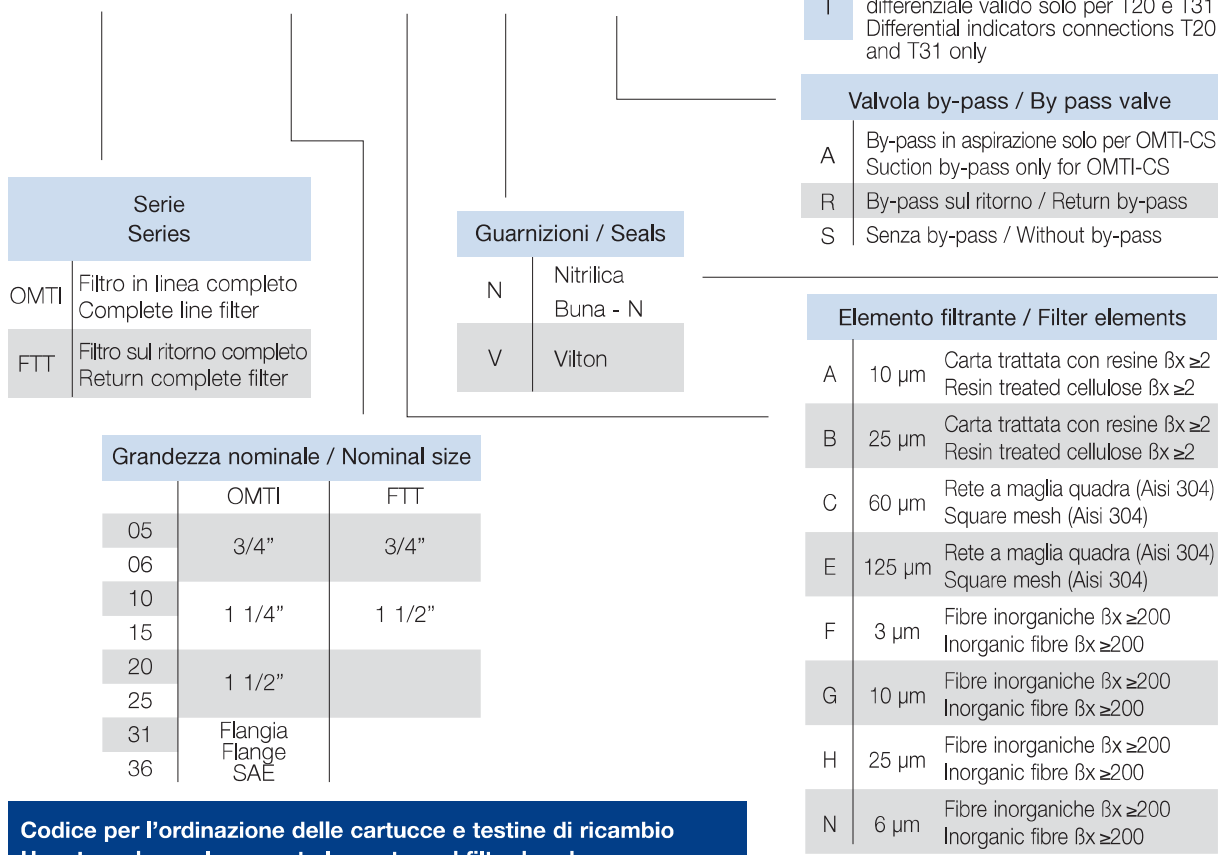 T
differenziale valido solo per T20 e T31
Differential indicators connections T20
and T31 only
Valvola by-pass / By pass valve
A
By-pass in aspirazione solo per OMTI-CS
Suction by-pass only for OMTI-CS
R
By-pass sul ritorno / Return by-pass
S
Senza by-pass / Without by-pass
Serie
Series
OMTI
Filtro in linea completo
Complete line filter
FTT
Filtro sul ritorno completo
Return complete filter
Guarnizioni / Seals
N
Nitrilica
Buna - N
V
Vilton
Grandezza nominale / Nominal size
OMTI FTT
05
06
3/4” 3/4”
10
15
1 1/4” 1 1/2”
20
25
1 1/2”
31
36
Flangia
Flange
SAE
Elemento filtrante / Filter elements
A 10 µm
Carta trattata con resine ßx ≥2
Resin treated cellulose ßx ≥2
B 25 µm
Carta trattata con resine ßx ≥2
Resin treated cellulose ßx ≥2
C 60 µm
Rete a maglia quadra (Aisi 304)
Square mesh (Aisi 304)
E 125 µm
Rete a maglia quadra (Aisi 304)
Square mesh (Aisi 304)
F 3 µm
Fibre inorganiche ßx ≥200
Inorganic fibre ßx ≥200
G 10 µm
Fibre inorganiche ßx ≥200
Inorganic fibre ßx ≥200
H 25 µm
Fibre inorganiche ßx ≥200
Inorganic fibre ßx ≥200
N 6 µm
Fibre inorganiche ßx ≥200
Inorganic fibre ßx ≥200
Codice per l’ordinazione delle cartucce e testine di ricambio